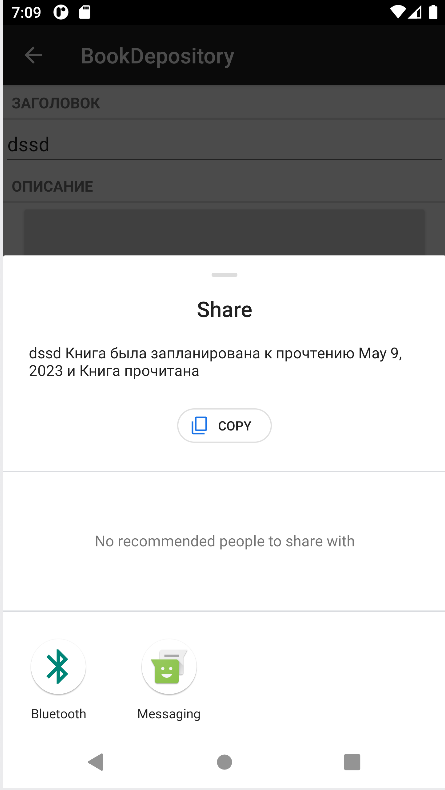 7:09
BookDepository
ЗАГОЛОВОК
dssd
ОПИСАНИЕ
Share
dssd Книга была запланирована к прочтению May 9,
2023 и Книга прочитана
COPY
No recommended people to share with
Bluetooth
Messaging